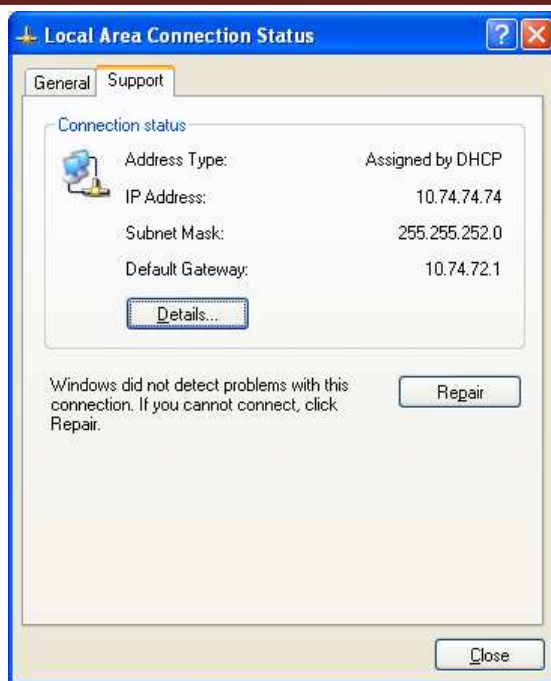 Local Area Connection Status
General Support
Connection status
Address Type: Assigned by DHCP
IP Address: 10.74.74.74
Subnet Mask: 255.255.252.0
Default Gateway: 10.74.72.1
Details...
Windows did not detect problems with this
connection. If you cannot connect, click
Repair.
Repair
Close